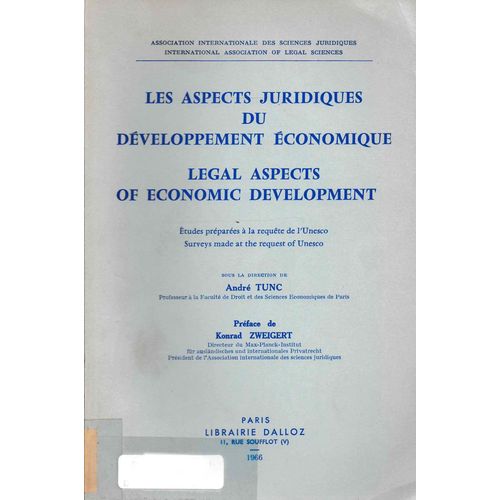 ASSOCIATION INTERNATIONALE DES SCIENCES JURIDIQUES
INTERNATIONAL ASSOCIATION OF LEGAL SCIENCES
LES ASPECTS JURIDIQUES
DU
DÉVELOPPEMENT ÉCONOMIQUE
LEGAL ASPECTS
OF ECONOMIC DEVELOPMENT
Études préparées à la requête de l'Unesco
Surveys made at the request of Unesco
SOUS LA DIRECTION DE
André TUNC
Professeur à la Faculté de Droit et des Sciences Economiques de Paris
Préface de
Konrad ZWEIGERT
Directeur du Max-Planck-Institut
für ausländisches und internationales Privatrecht
Président de l'Association internationale des sciences juridiques
PARIS
LIBRAIRIE DALLOZ
11, RUE SOUFFLOT (V)
1966